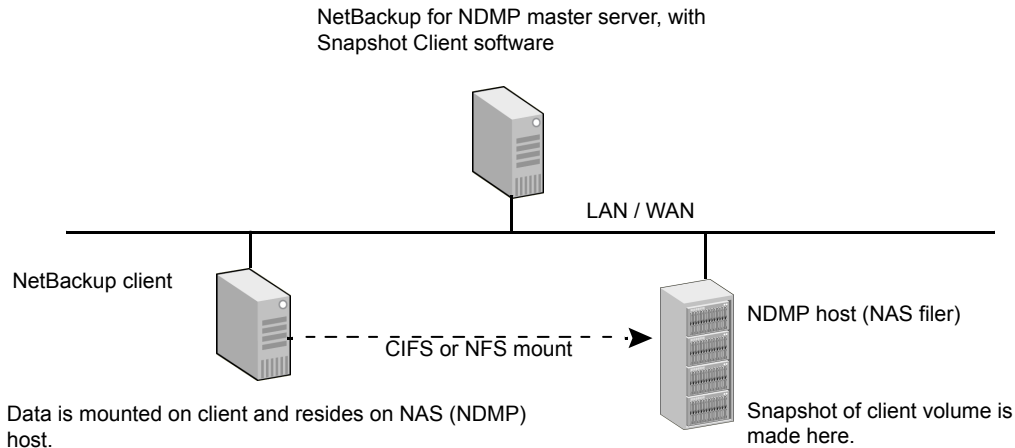 NetBackup for NDMP master server, with
Snapshot Client software
LAN / WAN
NetBackup client
CIFS or NFS mount
NDMP host (NAS filer)
Data is mounted on client and resides on NAS (NDMP)
host.
Snapshot of client volume is
made here.